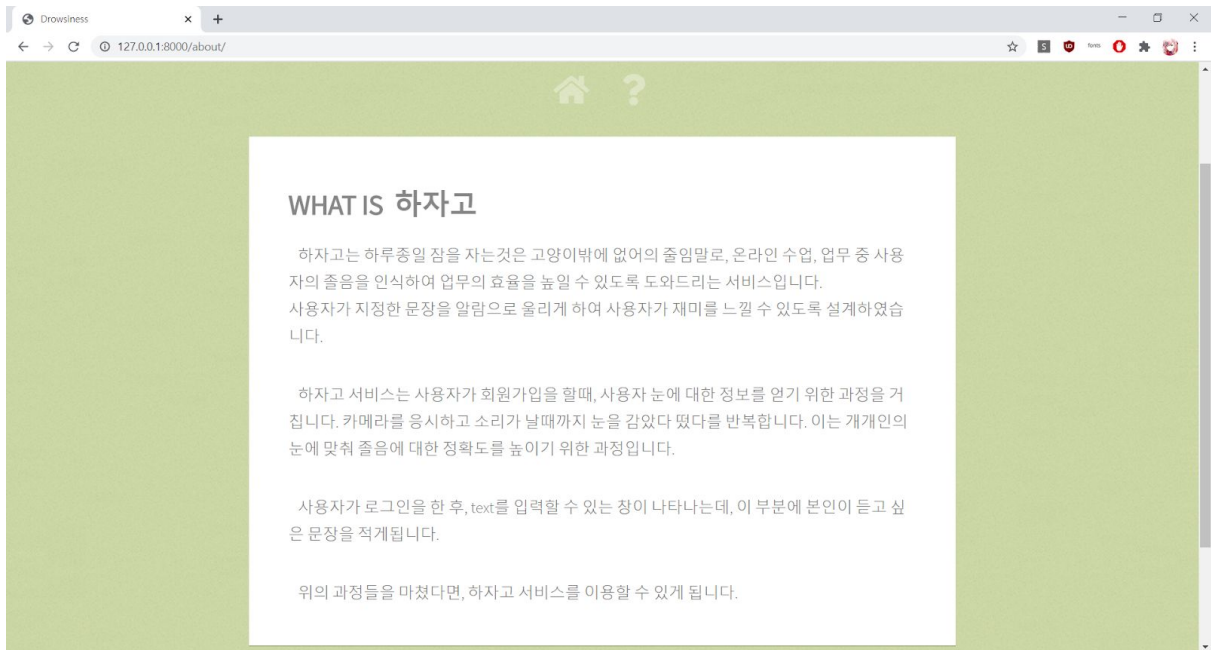 Drowsiness
127.0.0.1:8000/about/
WHAT IS 하자고
하자고는 하루종일 잠을 자는것은 고양이밖에 없어의 줄임말로, 온라인 수업, 업무 중 사용
자의 졸음을 인식하여 업무의 효율을 높일 수 있도록 도와드리는 서비스입니다.
사용자가 지정한 문장을 알람으로 울리게 하여 사용자가 재미를 느낄 수 있도록 설계하였습
니다.
하자고 서비스는 사용자가 회원가입을 할때, 사용자 눈에 대한 정보를 얻기 위한 과정을 거
칩니다. 카메라를 응시하고 소리가 날때까지 눈을 감았다 떴다를 반복합니다. 이는 개개인의
눈에 맞춰 졸음에 대한 정확도를 높이기 위한 과정입니다.
사용자가 로그인을 한 후, text를 입력할 수 있는 창이 나타나는데, 이 부분에 본인이 듣고 싶
은 문장을 적게됩니다.
위의 과정들을 마쳤다면, 하자고 서비스를 이용할 수 있게 됩니다.